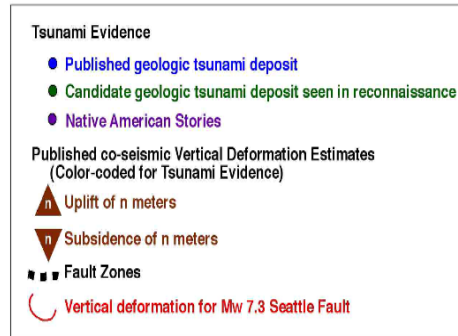 Tsunami Evidence
Published geologic tsunami deposit
Candidate geologic tsunami deposit seen in reconnaissance
Native American Stories
Published co-seismic Vertical Deformation Estimates
(Color-coded for Tsunami Evidence)
n Uplift of n meters
n Subsidence of n meters
Fault Zones
Vertical deformation for Mw 7.3 Seattle Fault